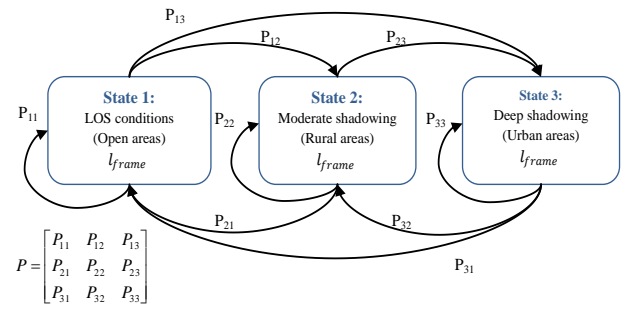 P₁₃
P₁₂
P₂₃
State 1:
LOS conditions
(Open areas)
l_frame
State 2:
Moderate shadowing
(Rural areas)
l_frame
State 3:
Deep shadowing
(Urban areas)
l_frame
P₁₁
P₂₂
P₃₃
P₂₁
P₃₂
P₃₁
P = [P₁₁ P₁₂ P₁₃
P₂₁ P₂₂ P₂₃
P₃₁ P₃₂ P₃₃]